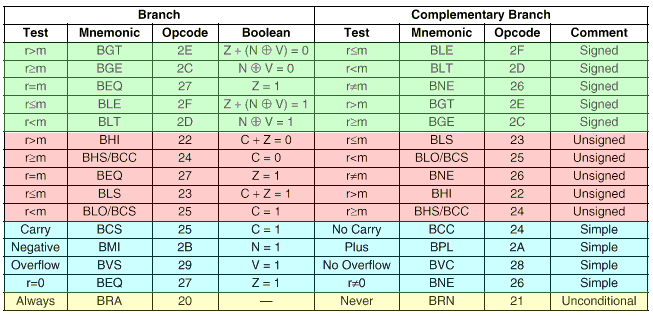 Branch Complementary Branch
Test Mnemonic Opcode Boolean Test Mnemonic Opcode Comment
r>m BGT 2E Z + (N ⊕ V) = 0 r≤m BLE 2F Signed
r≥m BGE 2C N ⊕ V = 0 r<m BLT 2D Signed
r=m BEQ 27 Z = 1 r≠m BNE 26 Signed
r≤m BLE 2F Z + (N ⊕ V) = 1 r>m BGT 2E Signed
r<m BLT 2D N ⊕ V = 1 r≥m BGE 2C Signed
r>m BHI 22 C + Z = 0 r≤m BLS 23 Unsigned
r≥m BHS/BCC 24 C = 0 r<m BLO/BCS 25 Unsigned
r=m BEQ 27 Z = 1 r≠m BNE 26 Unsigned
r≤m BLS 23 C + Z = 1 r>m BHI 22 Unsigned
r<m BLO/BCS 25 C = 1 r≥m BHS/BCC 24 Unsigned
Carry BCS 25 C = 1 No Carry BCC 24 Simple
Negative BMI 2B N = 1 Plus BPL 2A Simple
Overflow BVS 29 V = 1 No Overflow BVC 28 Simple
r=0 BEQ 27 Z = 1 r≠0 BNE 26 Simple
Always BRA 20 — Never BRN 21 Unconditional